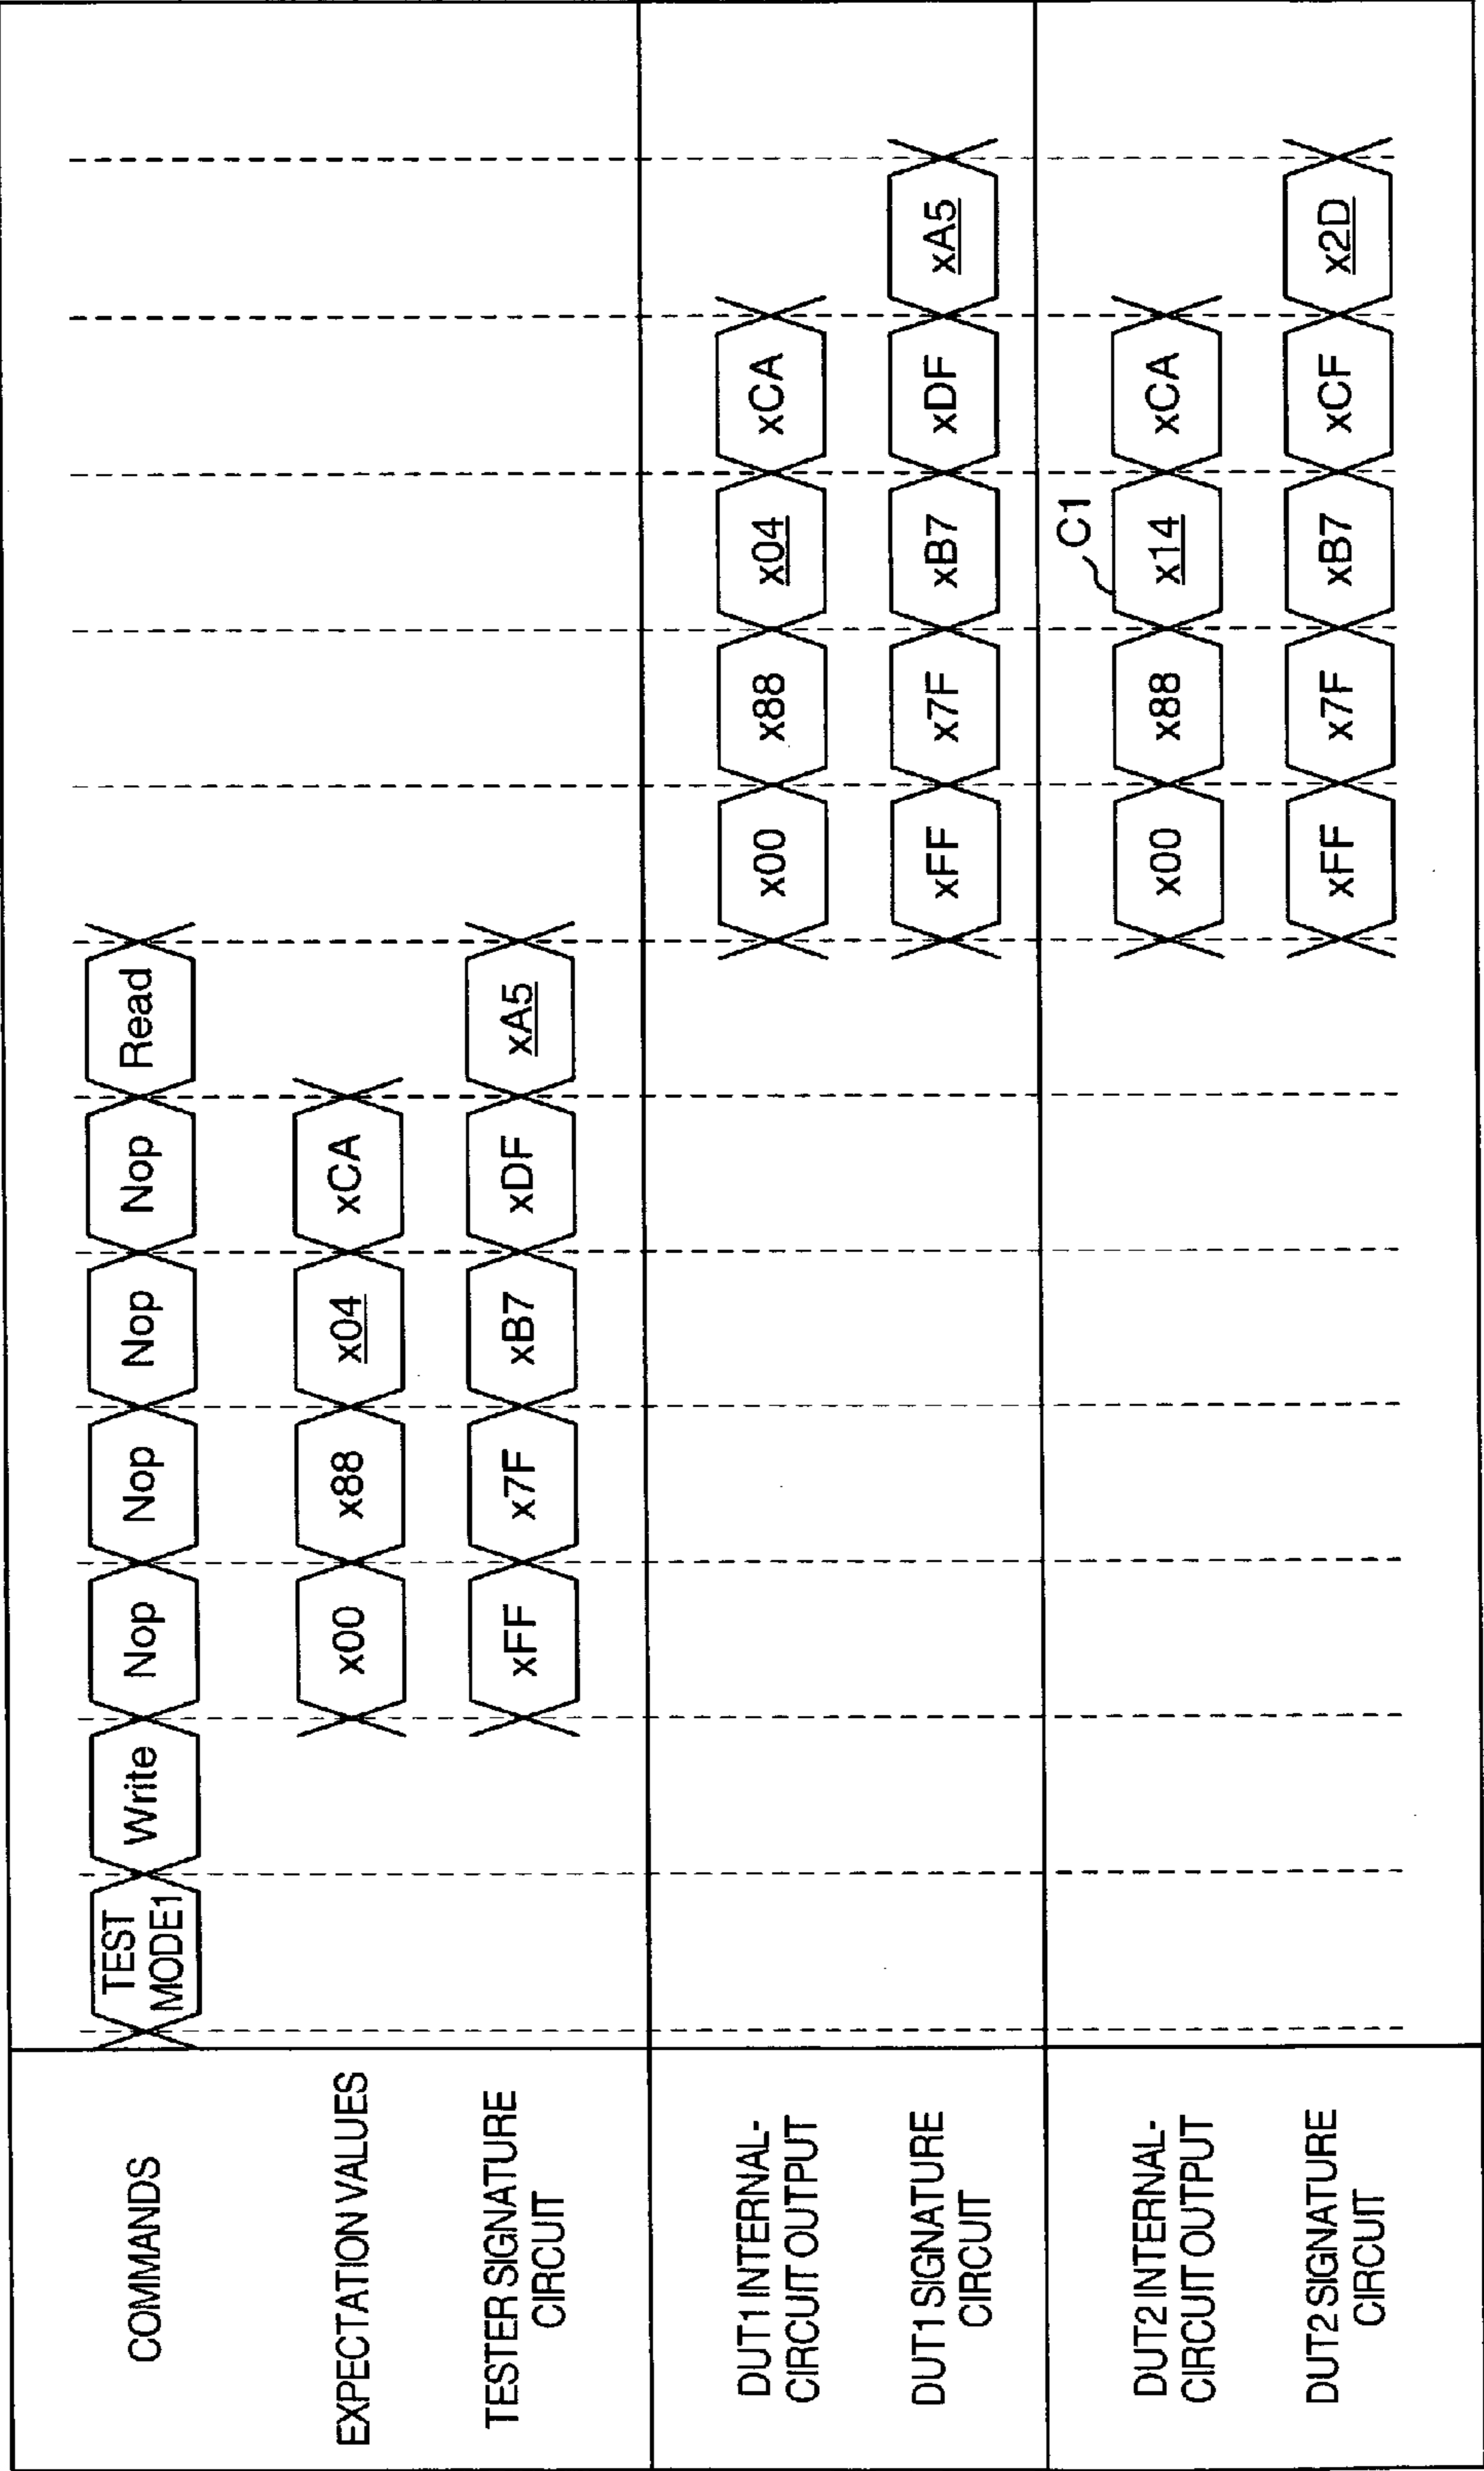 COMMANDS
TEST
MODE1
Write
Nop
Nop
Nop
Nop
Read
EXPECTATION VALUES
x00
x88
x04
xCA
TESTER SIGNATURE
CIRCUIT
xFF
x7F
xB7
xDF
xA5
DUT1 INTERNAL-
CIRCUIT OUTPUT
x00
x88
x04
xCA
DUT1 SIGNATURE
CIRCUIT
xFF
x7F
xB7
xDF
xA5
DUT2 INTERNAL-
CIRCUIT OUTPUT
x00
x88
C1
x14
xCA
DUT2 SIGNATURE
CIRCUIT
xFF
x7F
xB7
xCF
x2D